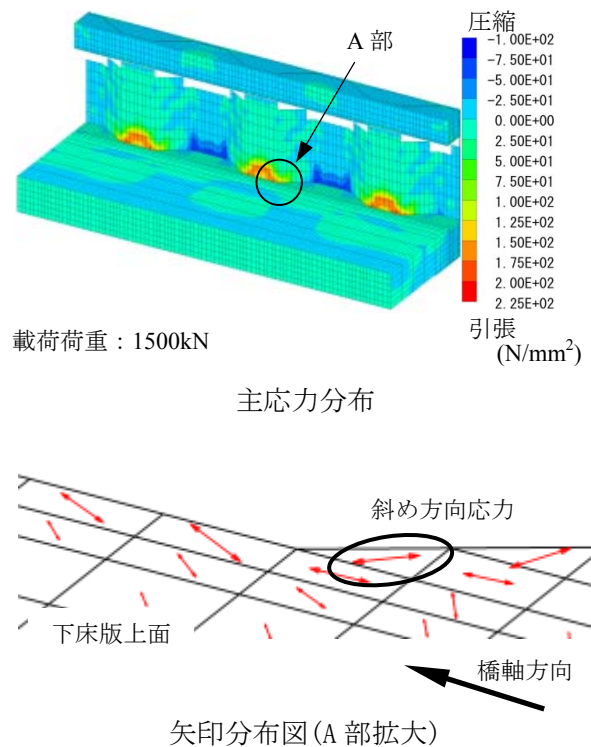 A 部
圧縮
-1. 00E+02
-7. 50E+01
-5. 00E+01
-2. 50E+01
0. 00E+00
2. 50E+01
5. 00E+01
7. 50E+01
1. 00E+02
1. 25E+02
1. 50E+02
1. 75E+02
2. 00E+02
2. 25E+02
引張
(N/mm²)
載荷荷重：1500kN
主応力分布
斜め方向応力
下床版上面
橋軸方向
矢印分布図(A 部拡大)